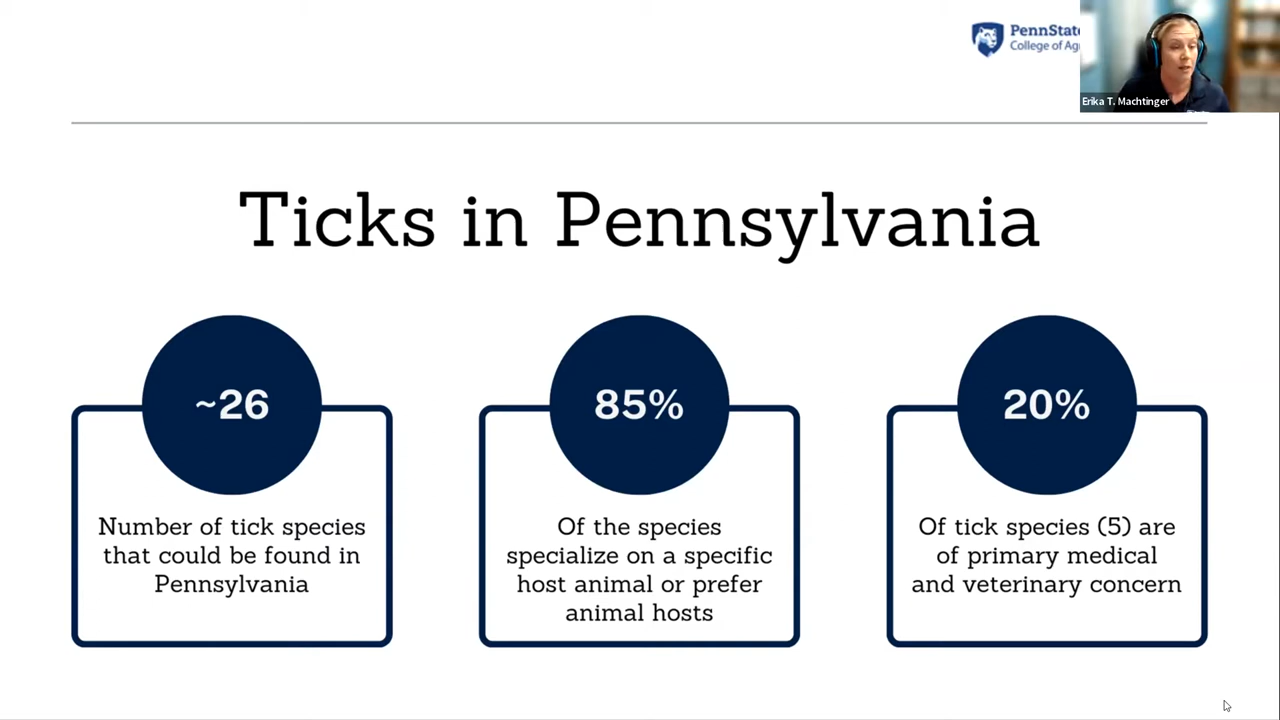 PennState
College of Ag
Erika T. Machtinger
Ticks in Pennsylvania
~26
Number of tick species
that could be found in
Pennsylvania
85%
Of the species
specialize on a specific
host animal or prefer
animal hosts
20%
Of tick species (5) are
of primary medical
and veterinary concern